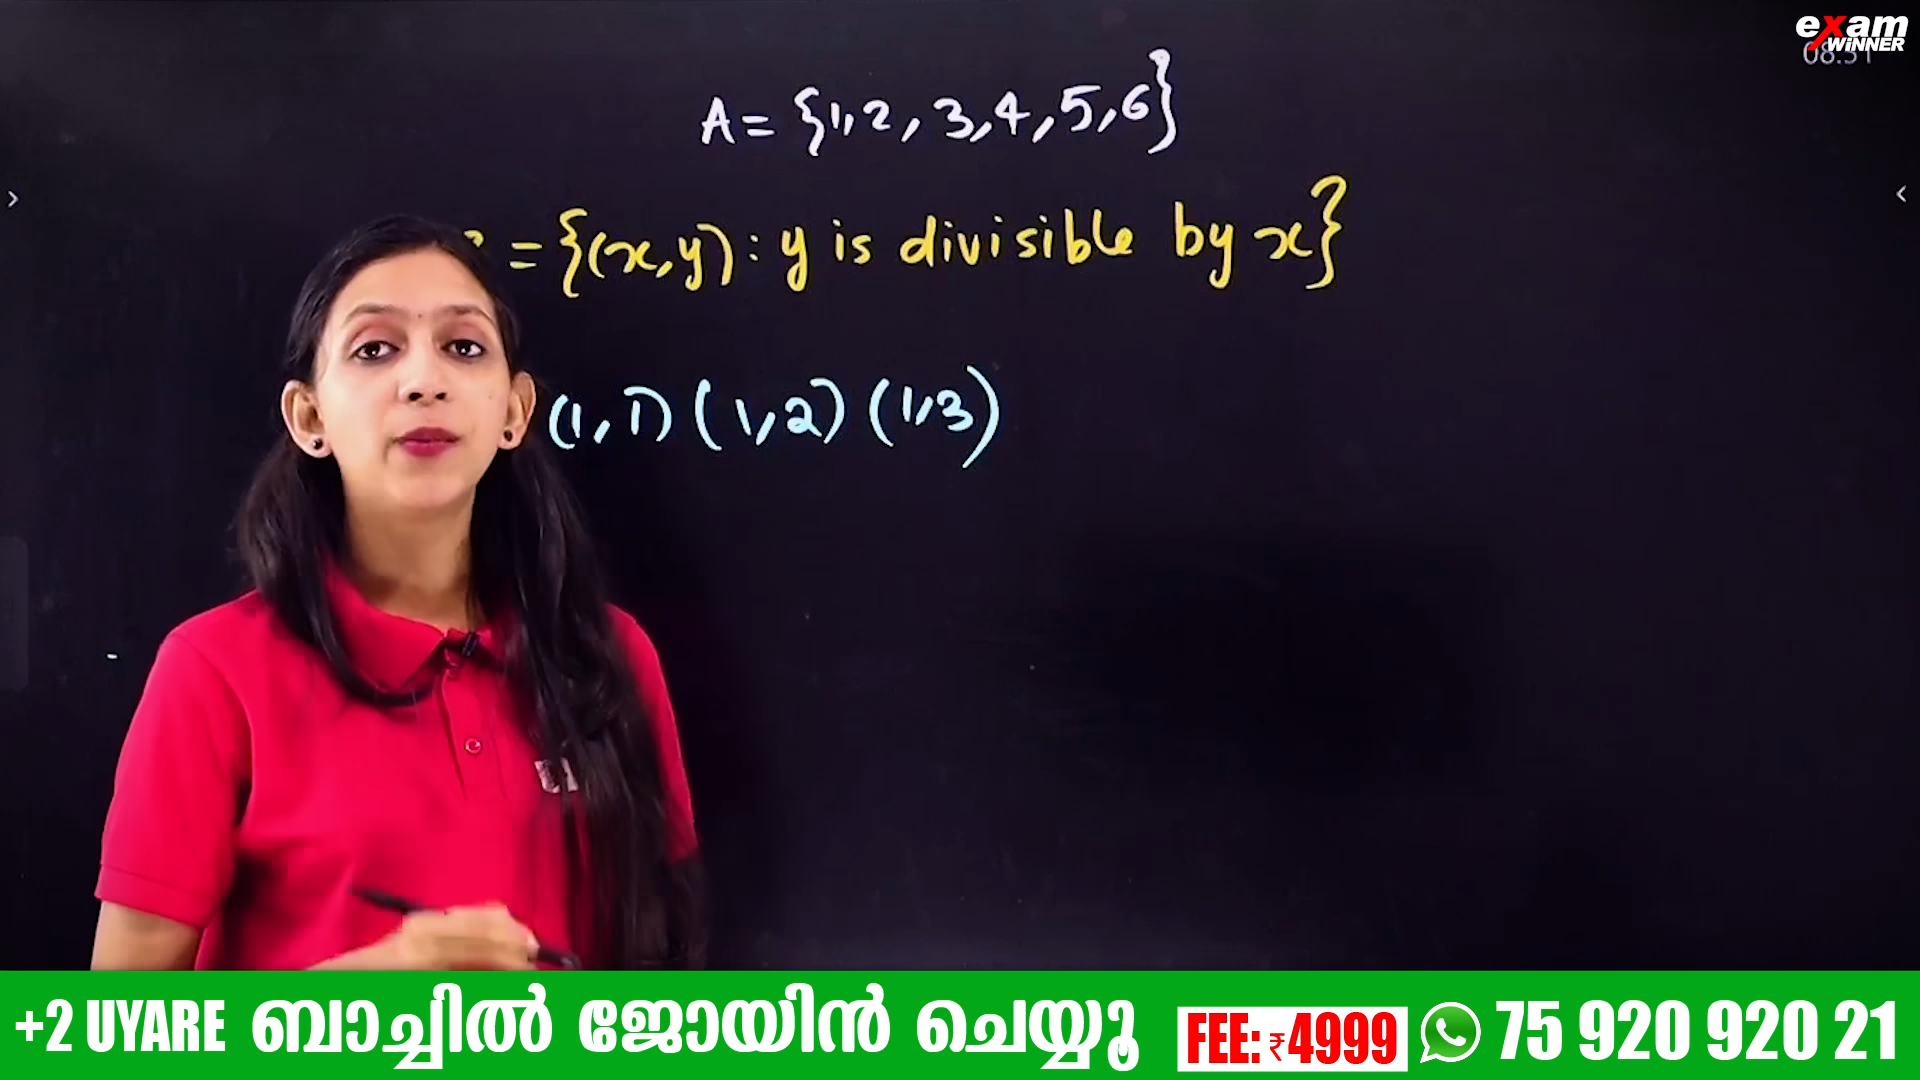 exam
WINNER
A = {1,2, 3,4,5,6}
= {(x,y) : y is divisible by x}
(1,1) (1,2) (1,3)
+2 UYARE ബാച്ചിൽ ജോയിൻ ചെയ്യൂ FEE: ₹4999 75 920 920 21